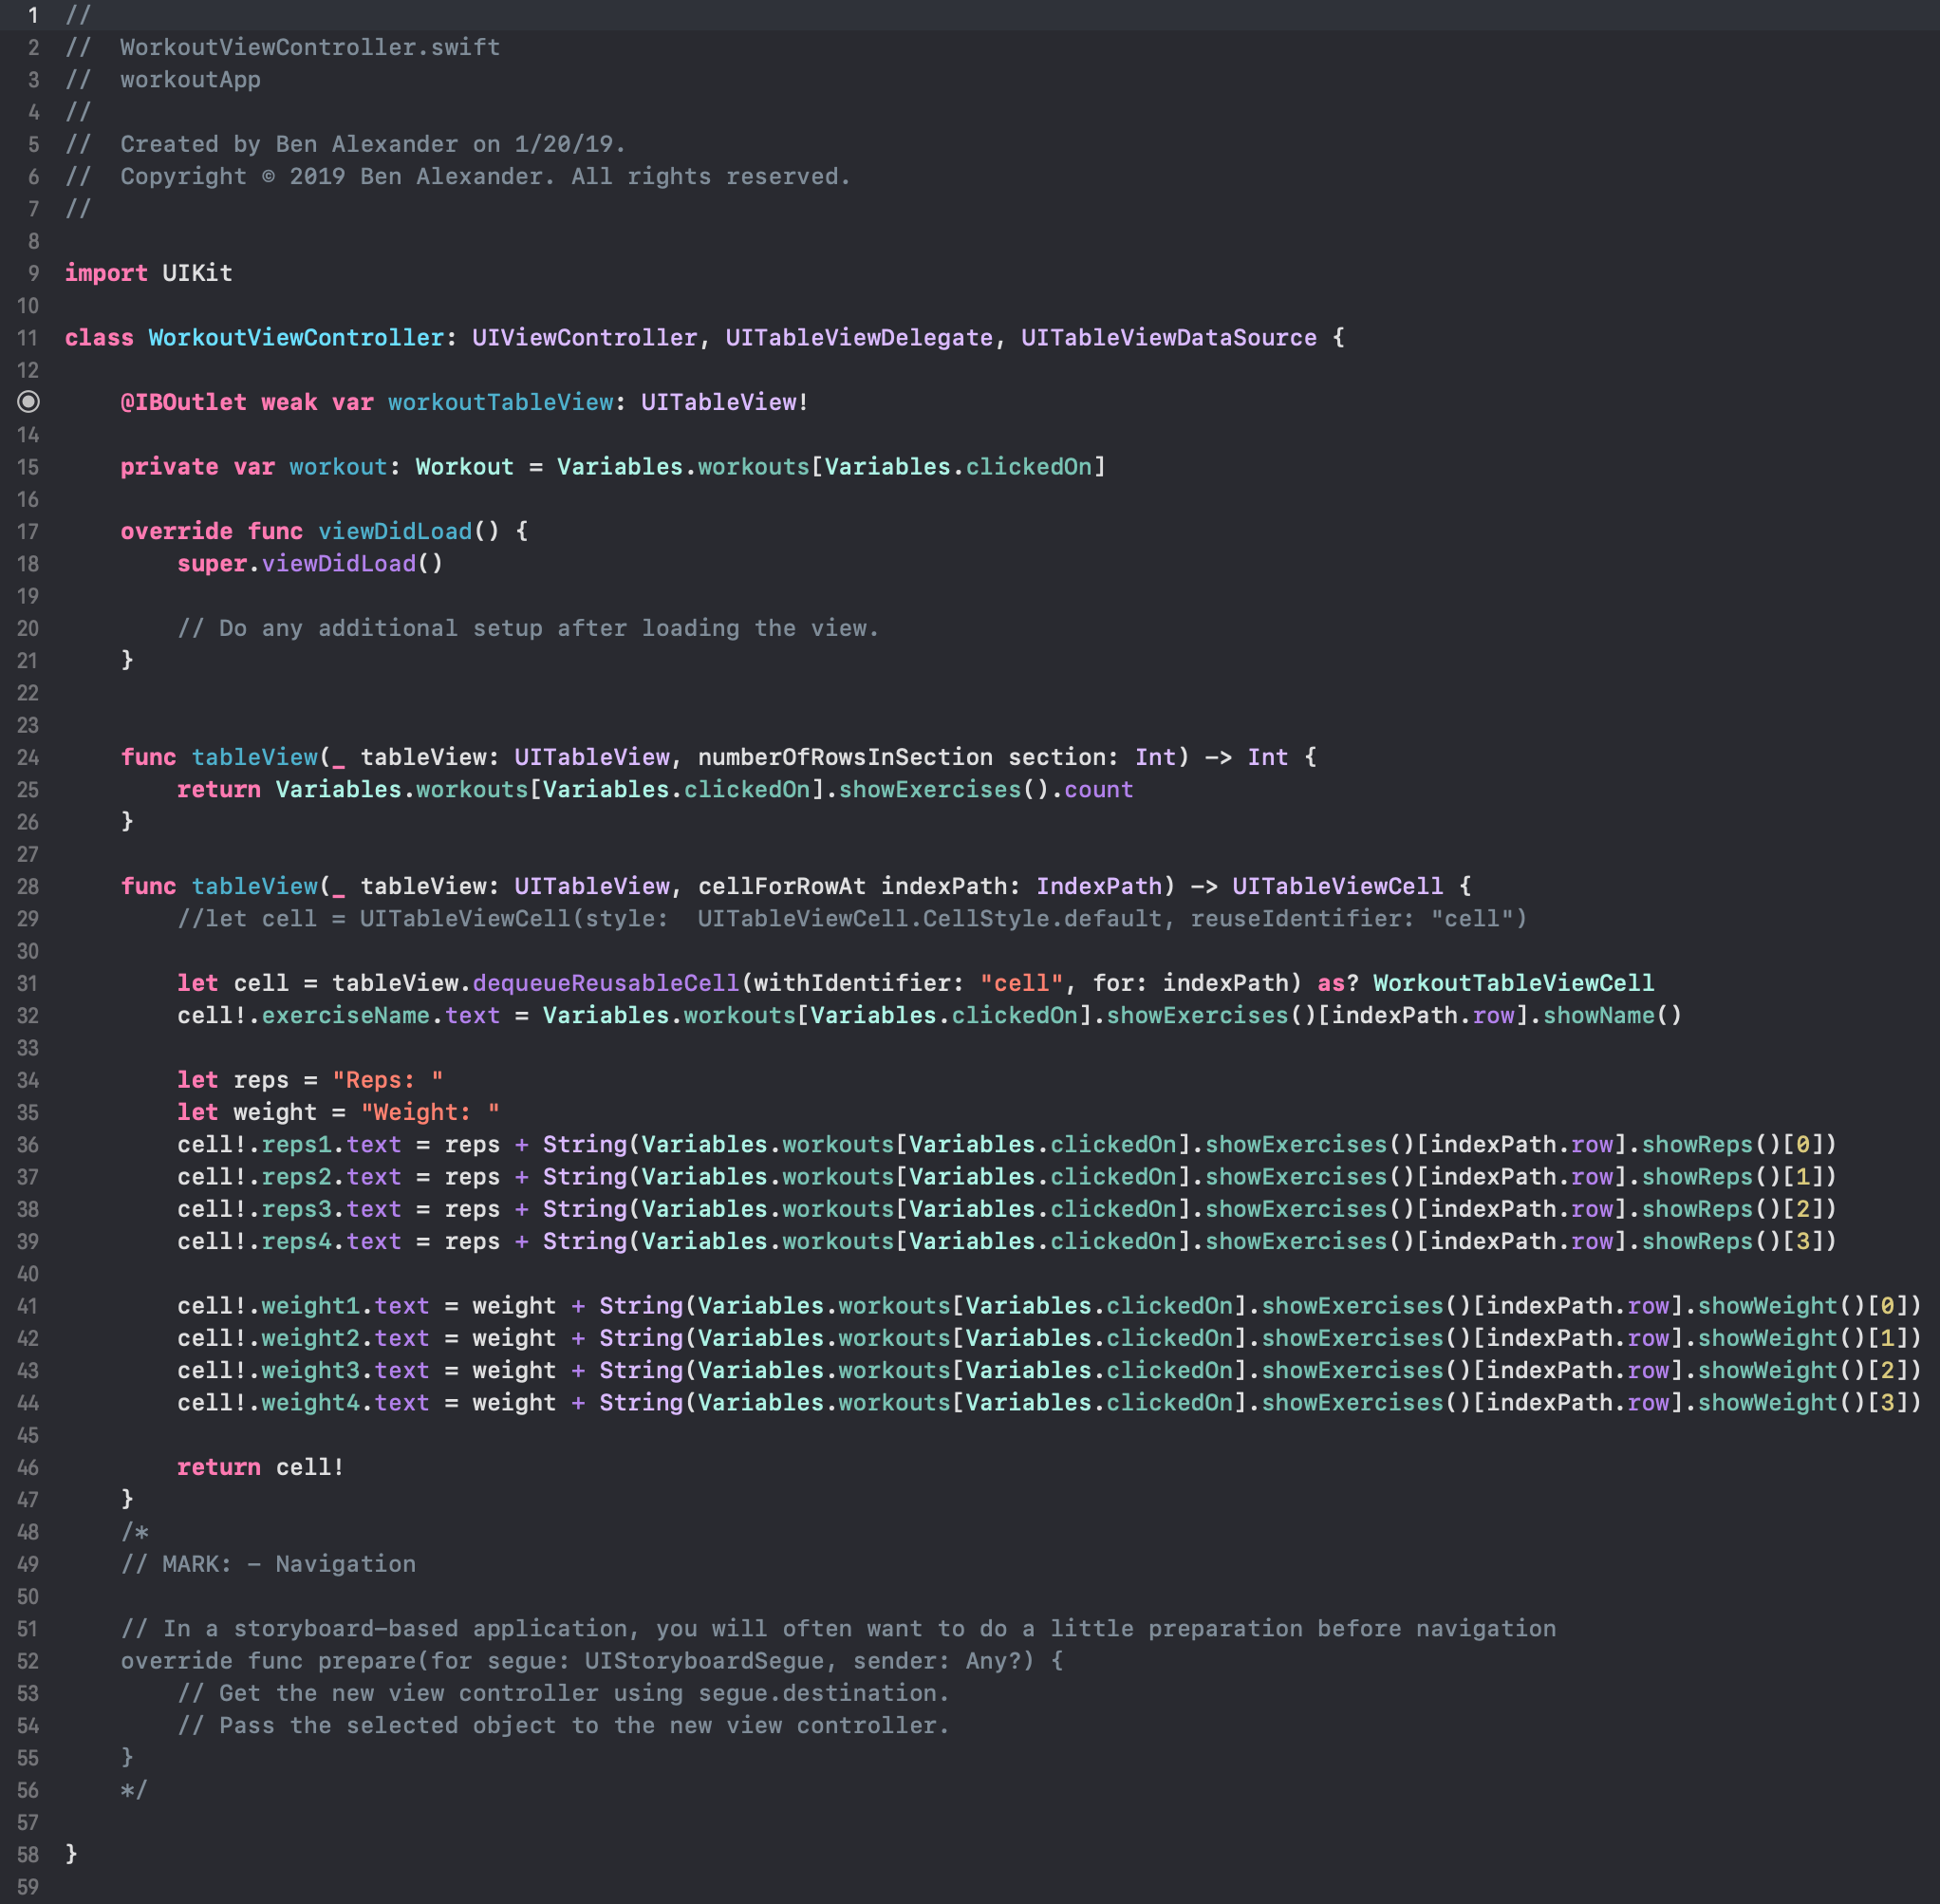 1 //
2 //  WorkoutViewController.swift
3 //  workoutApp
4 //
5 //  Created by Ben Alexander on 1/20/19.
6 //  Copyright © 2019 Ben Alexander. All rights reserved.
7 //
8
9 import UIKit
10
11 class WorkoutViewController: UIViewController, UITableViewDelegate, UITableViewDataSource {
12
    @IBOutlet weak var workoutTableView: UITableView!
14
15     private var workout: Workout = Variables.workouts[Variables.clickedOn]
16
17     override func viewDidLoad() {
18         super.viewDidLoad()
19
20         // Do any additional setup after loading the view.
21     }
22
23
24     func tableView(_ tableView: UITableView, numberOfRowsInSection section: Int) -> Int {
25         return Variables.workouts[Variables.clickedOn].showExercises().count
26     }
27
28     func tableView(_ tableView: UITableView, cellForRowAt indexPath: IndexPath) -> UITableViewCell {
29         //let cell = UITableViewCell(style:  UITableViewCell.CellStyle.default, reuseIdentifier: "cell")
30
31         let cell = tableView.dequeueReusableCell(withIdentifier: "cell", for: indexPath) as? WorkoutTableViewCell
32         cell!.exerciseName.text = Variables.workouts[Variables.clickedOn].showExercises()[indexPath.row].showName()
33
34         let reps = "Reps: "
35         let weight = "Weight: "
36         cell!.reps1.text = reps + String(Variables.workouts[Variables.clickedOn].showExercises()[indexPath.row].showReps()[0])
37         cell!.reps2.text = reps + String(Variables.workouts[Variables.clickedOn].showExercises()[indexPath.row].showReps()[1])
38         cell!.reps3.text = reps + String(Variables.workouts[Variables.clickedOn].showExercises()[indexPath.row].showReps()[2])
39         cell!.reps4.text = reps + String(Variables.workouts[Variables.clickedOn].showExercises()[indexPath.row].showReps()[3])
40
41         cell!.weight1.text = weight + String(Variables.workouts[Variables.clickedOn].showExercises()[indexPath.row].showWeight()[0])
42         cell!.weight2.text = weight + String(Variables.workouts[Variables.clickedOn].showExercises()[indexPath.row].showWeight()[1])
43         cell!.weight3.text = weight + String(Variables.workouts[Variables.clickedOn].showExercises()[indexPath.row].showWeight()[2])
44         cell!.weight4.text = weight + String(Variables.workouts[Variables.clickedOn].showExercises()[indexPath.row].showWeight()[3])
45
46         return cell!
47     }
48     /*
49     // MARK: - Navigation
50
51     // In a storyboard-based application, you will often want to do a little preparation before navigation
52     override func prepare(for segue: UIStoryboardSegue, sender: Any?) {
53         // Get the new view controller using segue.destination.
54         // Pass the selected object to the new view controller.
55     }
56     */
57
58 }
59